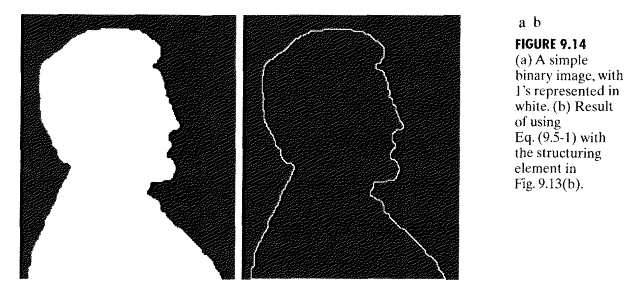 a b
FIGURE 9.14
(a) A simple
binary image, with
1's represented in
white. (b) Result
of using
Eq. (9.5-1) with
the structuring
element in
Fig. 9.13(b).